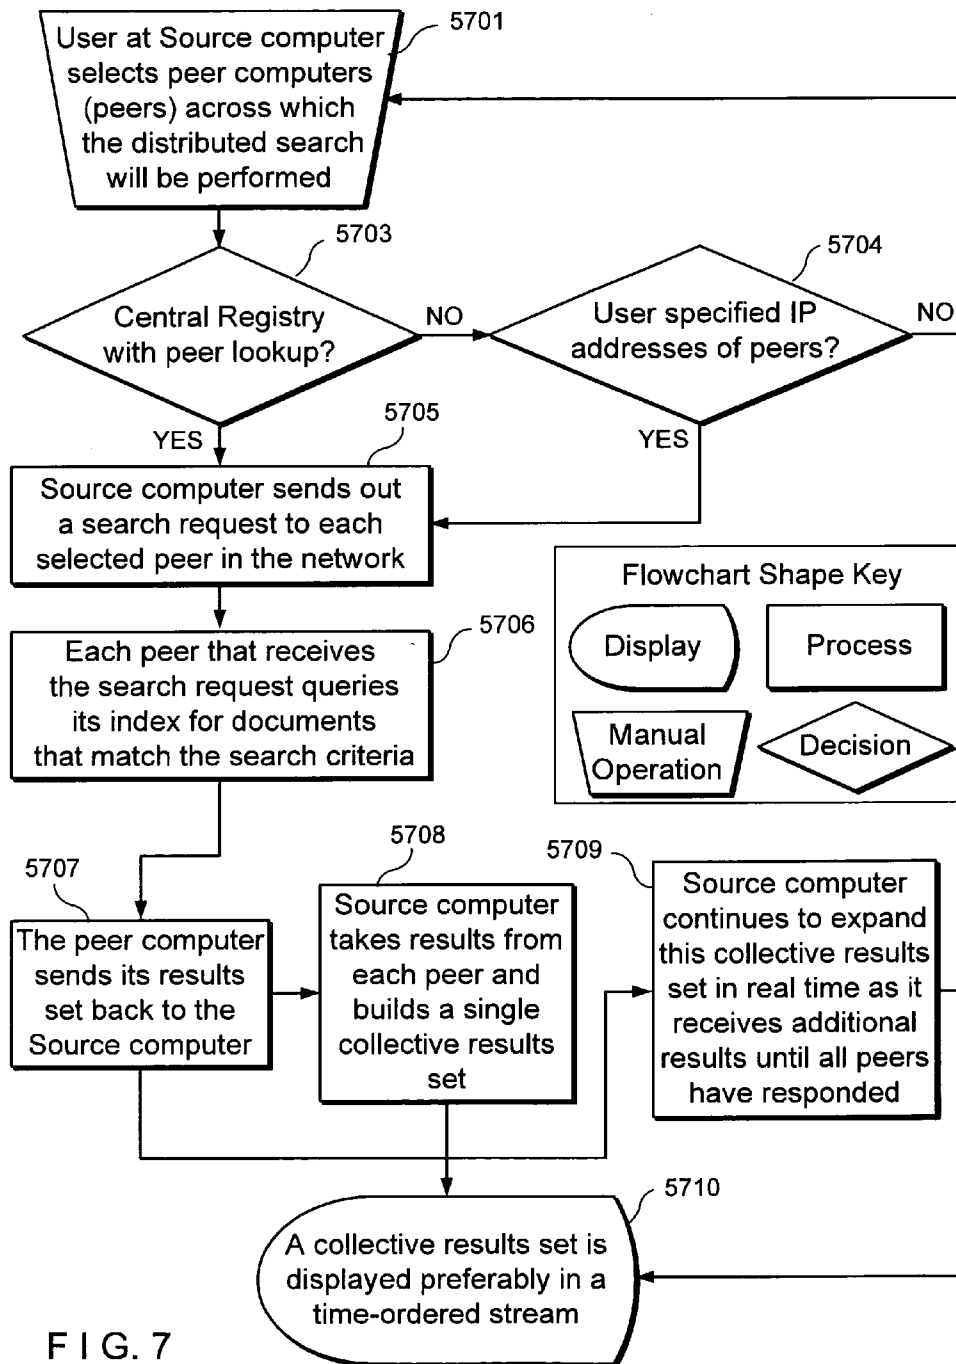 User at Source computer
selects peer computers
(peers) across which
the distributed search
will be performed
5701
5703
Central Registry
with peer lookup?
NO
5704
User specified IP
addresses of peers?
NO
YES
YES
5705
Source computer sends out
a search request to each
selected peer in the network
5706
Each peer that receives
the search request queries
its index for documents
that match the search criteria
Flowchart Shape Key
Display
Process
Manual
Operation
Decision
5707
The peer computer
sends its results
set back to the
Source computer
5708
Source computer
takes results from
each peer and
builds a single
collective results
set
5709
Source computer
continues to expand
this collective results
set in real time as it
receives additional
results until all peers
have responded
5710
A collective results set is
displayed preferably in a
time-ordered stream
F I G. 7